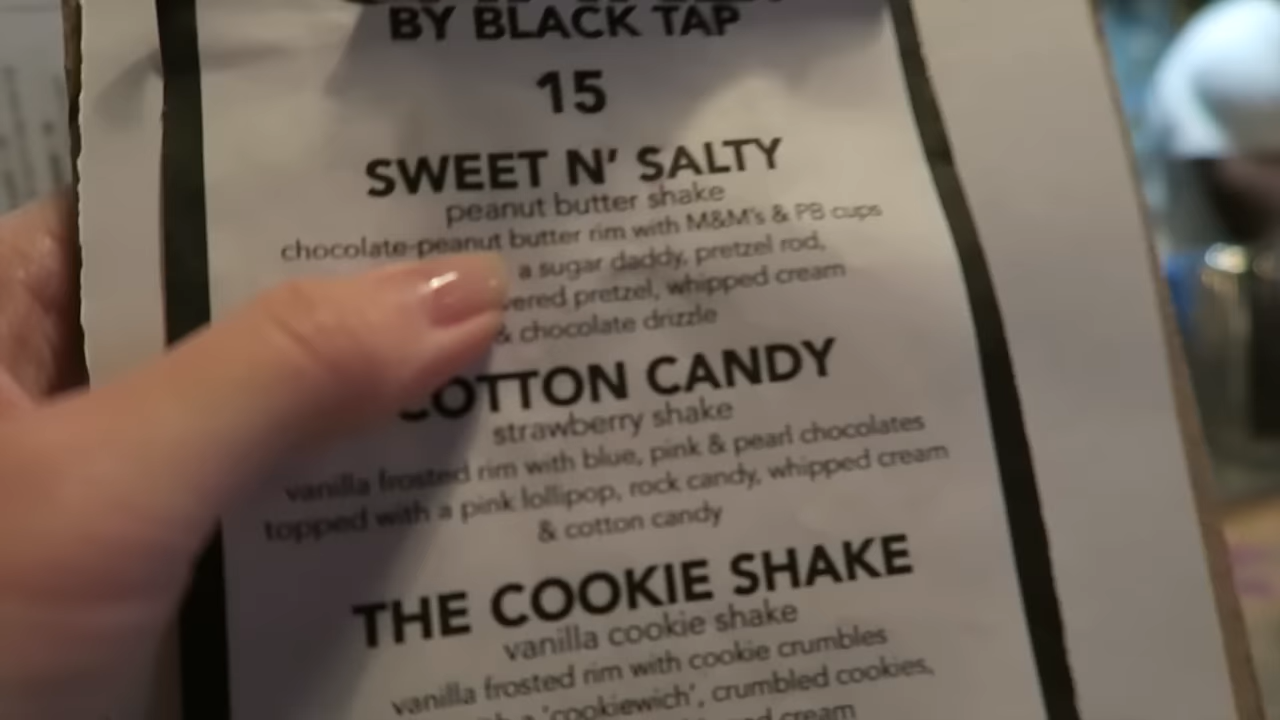 BY BLACK TAP
15
SWEET N' SALTY
peanut butter shake
chocolate-peanut butter rim with M&M's & PB cups
a sugar daddy, pretzel rod,
pretzel, whipped cream
& chocolate drizzle
COTTON CANDY
strawberry shake
vanilla frosted rim with blue, pink & pearl chocolates
topped with a pink lollipop, rock candy, whipped cream
& cotton candy
THE COOKIE SHAKE
vanilla cookie shake
vanilla frosted rim with cookie crumbles
a 'cookiewich', crumbled cookies,
cream